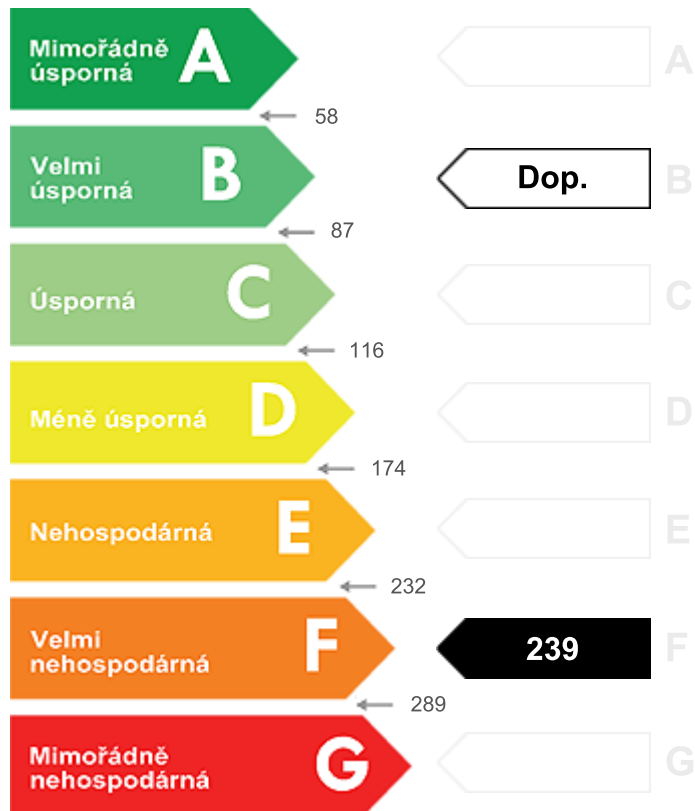 Mimořádně
úsporná
A
A
58
Velmi
úsporná
B
Dop.
B
87
Úsporná
C
C
116
Méně úsporná
D
D
174
Nehospodárná
E
E
232
Velmi
nehospodárná
F
239
F
289
Mimořádně
nehospodárná
G
G